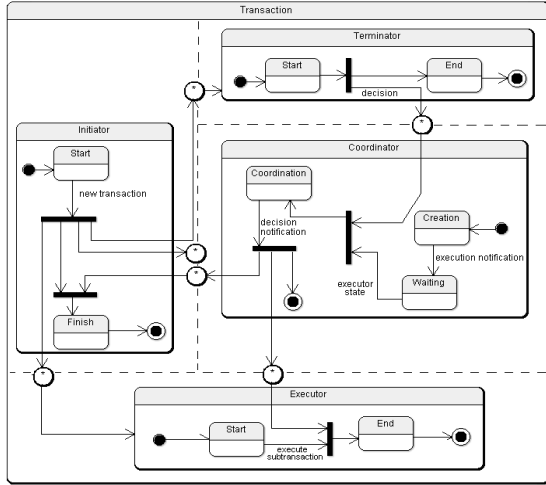 Transaction
Terminator
Start
End
decision
*
*
Initiator
Start
new transaction
Coordinator
Coordination
decision
notification
Creation
execution notification
Waiting
executor
state
*
*
Finish
*
*
Executor
Start
execute
subtransaction
End